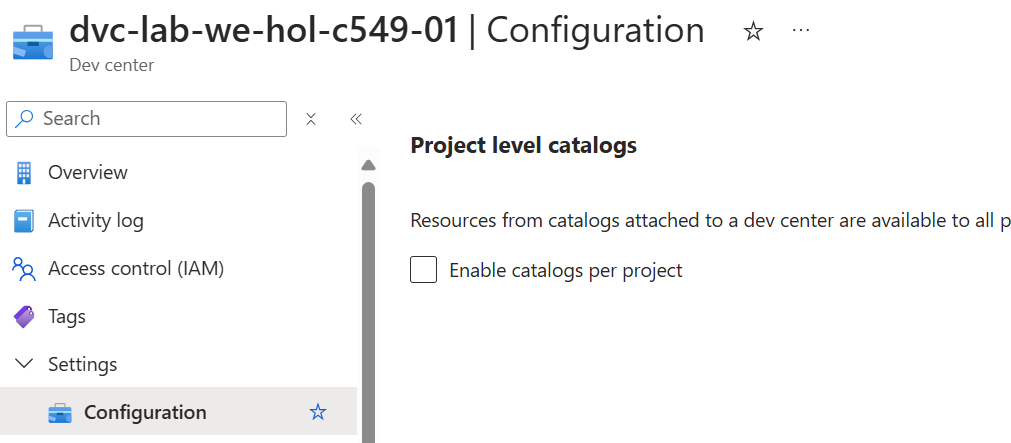 dvc-lab-we-hol-c549-01 | Configuration
Dev center
Search
Overview
Activity log
Access control (IAM)
Tags
Settings
Configuration
Project level catalogs
Resources from catalogs attached to a dev center are available to all p
Enable catalogs per project